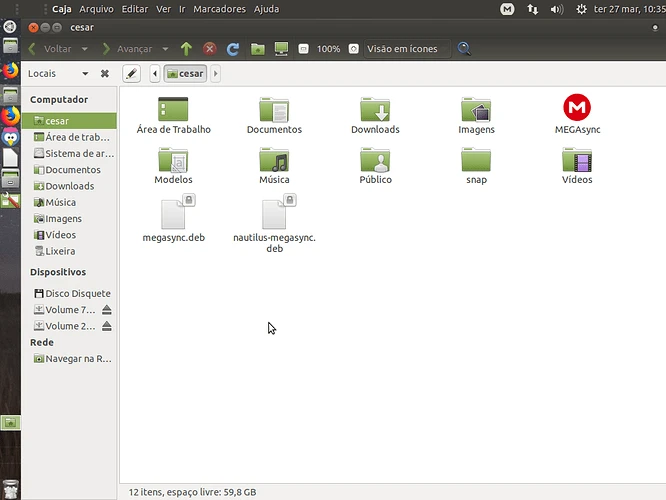 Caja Arquivo Editar Ver Ir Marcadores Ajuda
M
ter 27 mar, 10:35
cesar
Voltar
Avançar
100%
Visão em ícones
Locais
cesar
Computador
cesar
Área de trab...
Sistema de ar...
Documentos
Downloads
Música
Imagens
Vídeos
Lixeira
Dispositivos
Disco Disquete
Volume 7...
Volume 2...
Rede
Navegar na R...
Área de Trabalho
Documentos
Downloads
Imagens
M
MEGAsync
Modelos
Música
Público
snap
Vídeos
megasync.deb
nautilus-megasync.
deb
12 itens, espaço livre: 59,8 GB